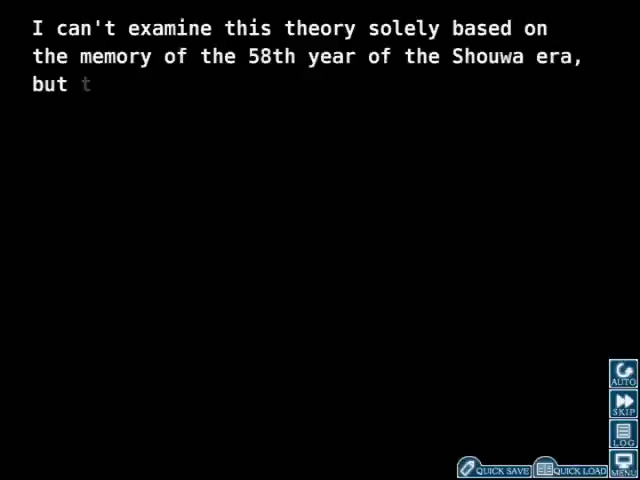 I can't examine this theory solely based on
the memory of the 58th year of the Shouwa era,
but t
AUTO
SKIP
LOG
MENU
QUICK SAVE
QUICK LOAD